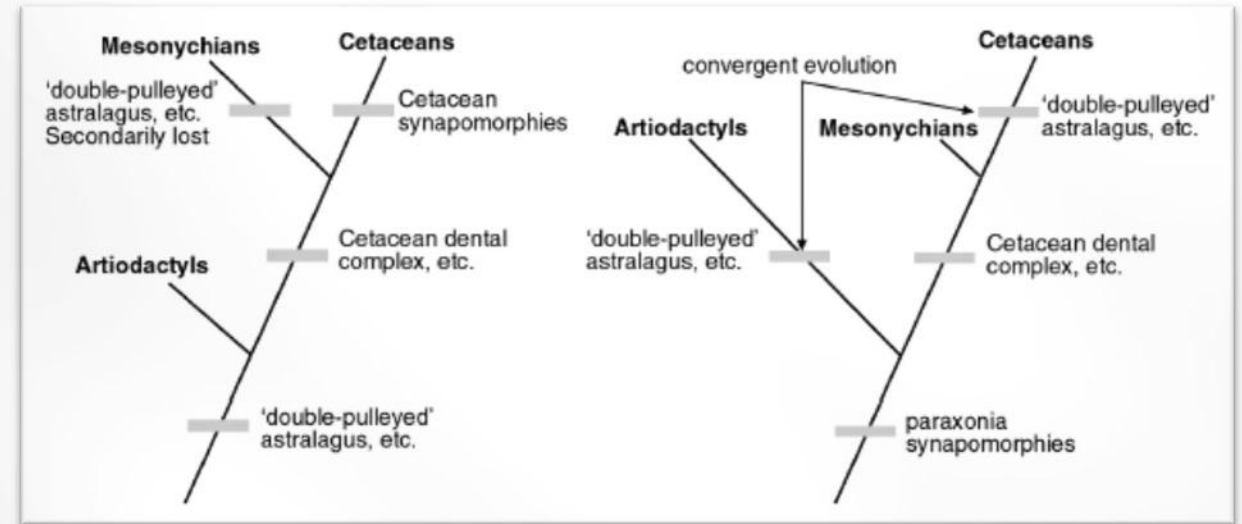 Mesonychians
Cetaceans
'double-pulleyed'
astralagus, etc.
Secondarily lost
Cetacean
synapomorphies
Cetacean dental
complex, etc.
Artiodactyls
'double-pulleyed'
astralagus, etc.
Cetaceans
convergent evolution
'double-pulleyed'
astralagus, etc.
Artiodactyls
Mesonychians
'double-pulleyed'
astralagus, etc.
Cetacean dental
complex, etc.
paraxonia
synapomorphies